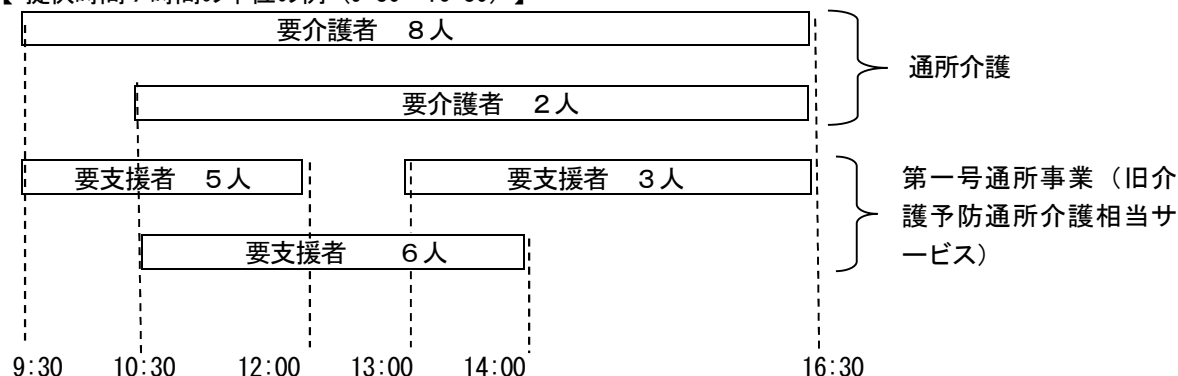 【 提供時間7時間の単位の例（9:30～16:30）】
要介護者　8人
通所介護
要介護者　2人
要支援者　5人
要支援者　3人
第一号通所事業（旧介
護予防通所介護相当サ
ービス）
要支援者　　6人
9:30　10:30　12:00　13:00　14:00　16:30